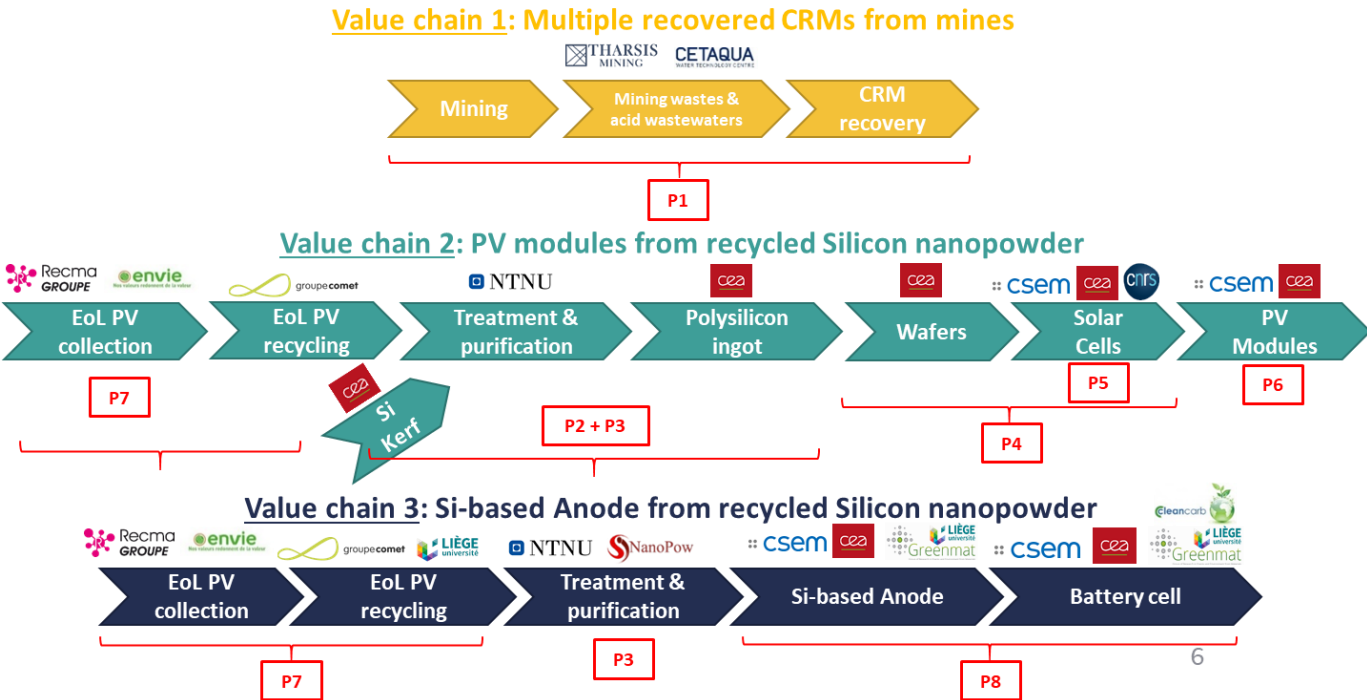 Value chain 1: Multiple recovered CRMs from mines
THARSIS
MINING
CETAQUA
WATER TECHNOLOGY CENTRE
Mining
Mining wastes &
acid wastewaters
CRM
recovery
P1
Value chain 2: PV modules from recycled Silicon nanopowder
Recma
GROUPE
envie
groupecomet
NTNU
cea
cea
csem
cea
cnrs
csem
cea
EoL PV
collection
EoL PV
recycling
Treatment &
purification
Polysilicon
ingot
Wafers
Solar
Cells
PV
Modules
P7
cea
Si
Kerf
P2 + P3
P5
P6
P4
Value chain 3: Si-based Anode from recycled Silicon nanopowder
Recma
GROUPE
envie
groupecomet
LIÈGE
université
NTNU
NanoPow
csem
cea
LIÈGE
université
Greenmat
csem
cea
Cleancarb
LIÈGE
université
Greenmat
EoL PV
collection
EoL PV
recycling
Treatment &
purification
Si-based Anode
Battery cell
P7
P3
P8
6